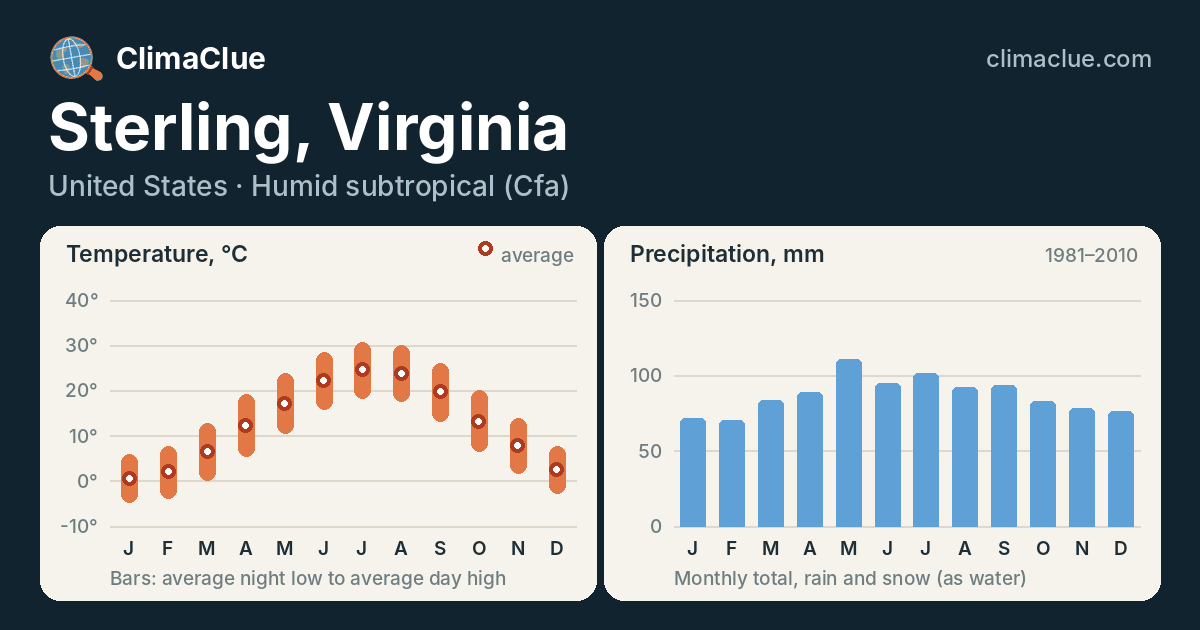 ClimaClue
climaclue.com
Sterling, Virginia
United States · Humid subtropical (Cfa)
Temperature, °C
average
40°
30°
20°
10°
0°
-10°
J F M A M J J A S O N D
Bars: average night low to average day high
Precipitation, mm
1981–2010
150
100
50
0
J F M A M J J A S O N D
Monthly total, rain and snow (as water)